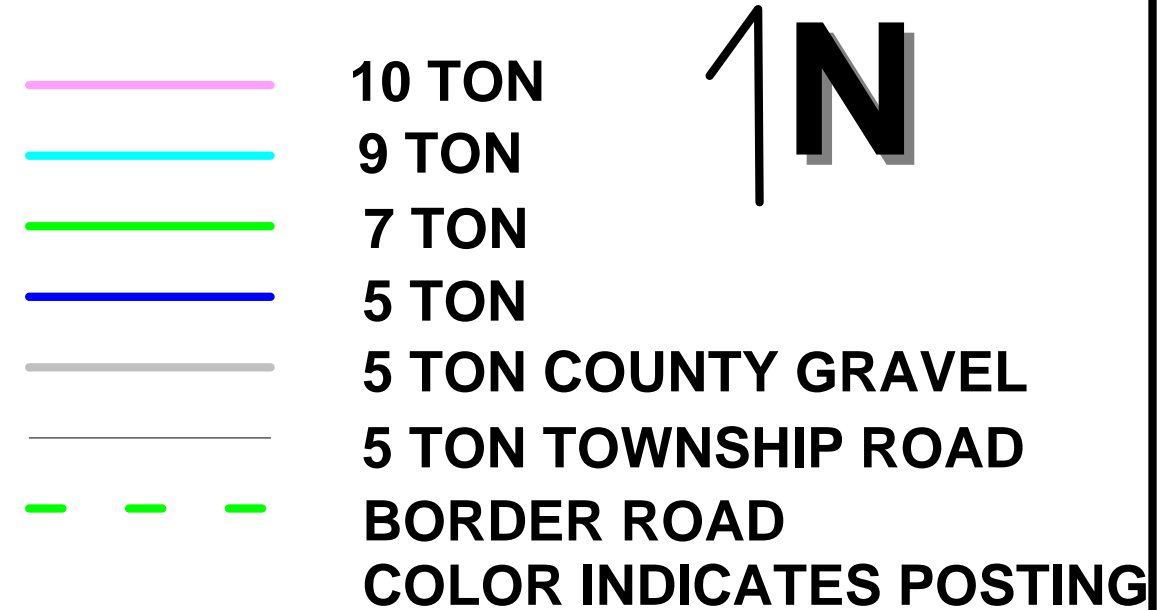 N
10 TON
9 TON
7 TON
5 TON
5 TON COUNTY GRAVEL
5 TON TOWNSHIP ROAD
BORDER ROAD
COLOR INDICATES POSTING